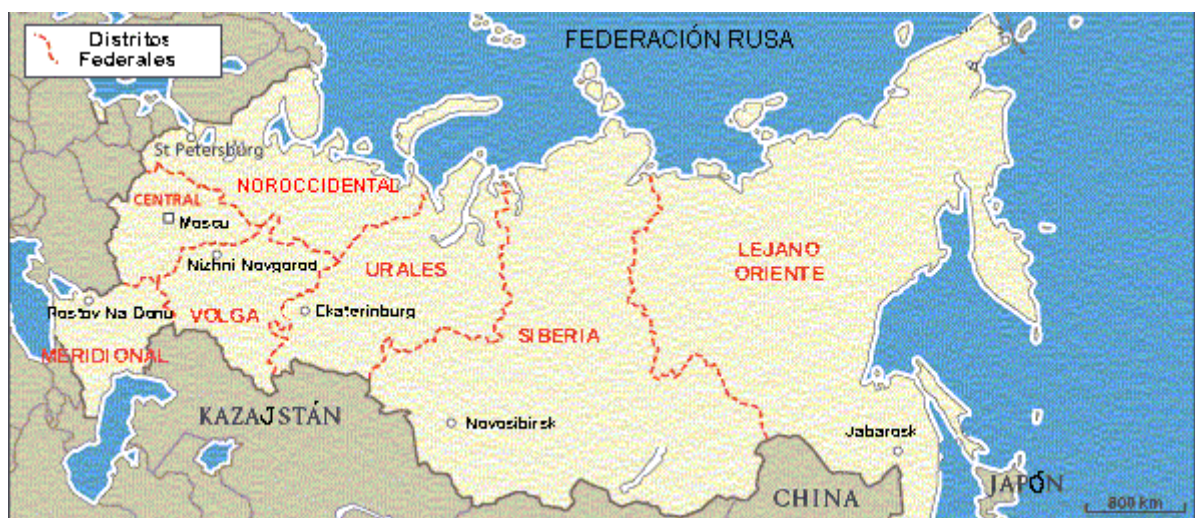 Distritos
Federales
FEDERACIÓN RUSA
St Petersburg
NOROCCIDENTAL
CENTRAL
Moscu
Nizhni Novgorod
LEJANO
ORIENTE
URALES
Rostov Na Donu
VOLGA
Ekaterinburg
SIBERIA
MERIDIONAL
KAZAJSTÁN
Novosibirsk
Jabarosk
CHINA
JAPÓN
800 km